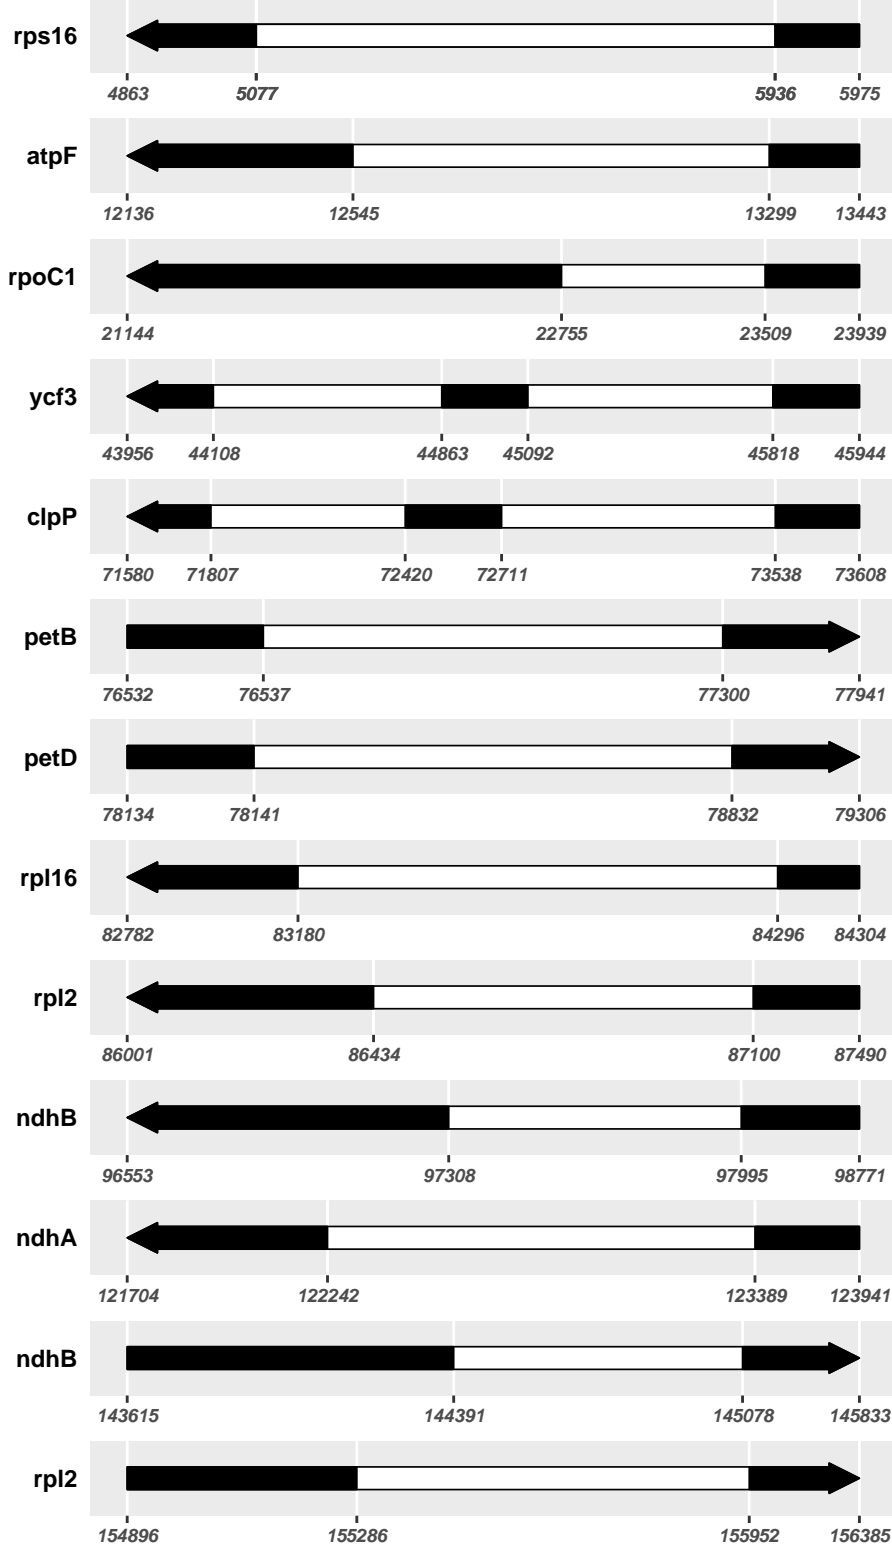 rps16
4863 5077 5936 5975
atpF
12136 12545 13299 13443
rpoC1
21144 22755 23509 23939
ycf3
43956 44108 44863 45092 45818 45944
clpP
71580 71807 72420 72711 73538 73608
petB
76532 76537 77300 77941
petD
78134 78141 78832 79306
rpl16
82782 83180 84296 84304
rpl2
86001 86434 87100 87490
ndhB
96553 97308 97995 98771
ndhA
121704 122242 123389 123941
ndhB
143615 144391 145078 145833
rpl2
154896 155286 155952 156385